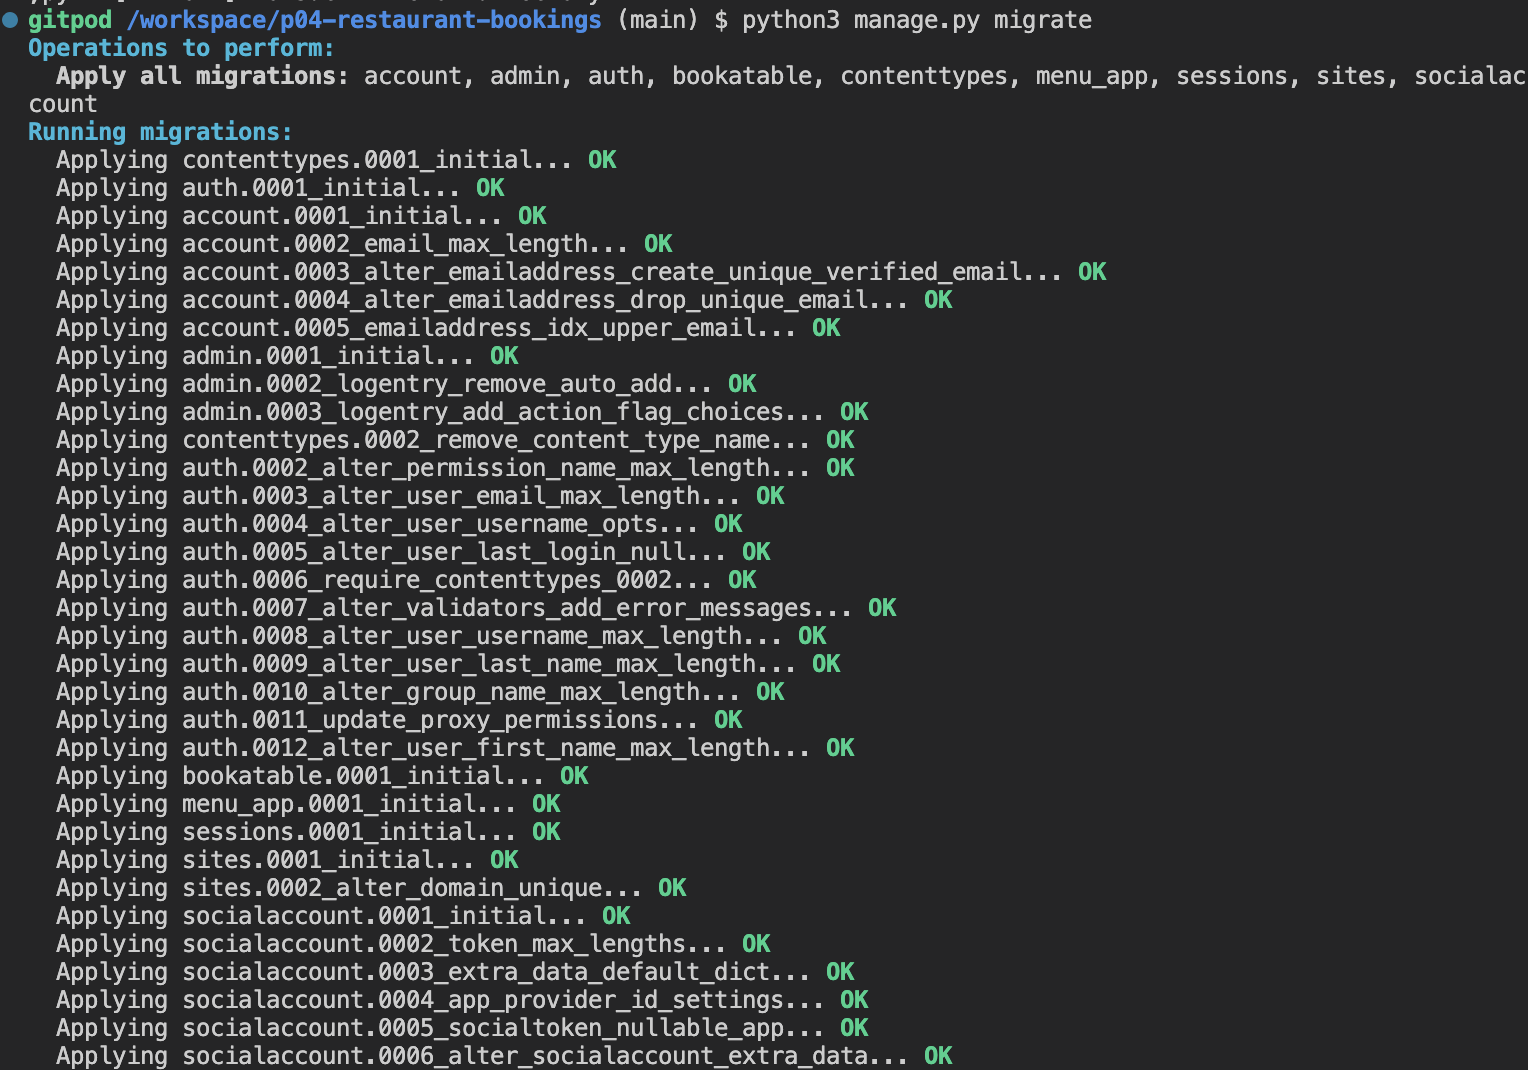 gitpod /workspace/p04-restaurant-bookings (main) $ python3 manage.py migrate
Operations to perform:
  Apply all migrations: account, admin, auth, bookatable, contenttypes, menu_app, sessions, sites, socialac
count
Running migrations:
  Applying contenttypes.0001_initial... OK
  Applying auth.0001_initial... OK
  Applying account.0001_initial... OK
  Applying account.0002_email_max_length... OK
  Applying account.0003_alter_emailaddress_create_unique_verified_email... OK
  Applying account.0004_alter_emailaddress_drop_unique_email... OK
  Applying account.0005_emailaddress_idx_upper_email... OK
  Applying admin.0001_initial... OK
  Applying admin.0002_logentry_remove_auto_add... OK
  Applying admin.0003_logentry_add_action_flag_choices... OK
  Applying contenttypes.0002_remove_content_type_name... OK
  Applying auth.0002_alter_permission_name_max_length... OK
  Applying auth.0003_alter_user_email_max_length... OK
  Applying auth.0004_alter_user_username_opts... OK
  Applying auth.0005_alter_user_last_login_null... OK
  Applying auth.0006_require_contenttypes_0002... OK
  Applying auth.0007_alter_validators_add_error_messages... OK
  Applying auth.0008_alter_user_username_max_length... OK
  Applying auth.0009_alter_user_last_name_max_length... OK
  Applying auth.0010_alter_group_name_max_length... OK
  Applying auth.0011_update_proxy_permissions... OK
  Applying auth.0012_alter_user_first_name_max_length... OK
  Applying bookatable.0001_initial... OK
  Applying menu_app.0001_initial... OK
  Applying sessions.0001_initial... OK
  Applying sites.0001_initial... OK
  Applying sites.0002_alter_domain_unique... OK
  Applying socialaccount.0001_initial... OK
  Applying socialaccount.0002_token_max_lengths... OK
  Applying socialaccount.0003_extra_data_default_dict... OK
  Applying socialaccount.0004_app_provider_id_settings... OK
  Applying socialaccount.0005_socialtoken_nullable_app... OK
  Applying socialaccount.0006_alter_socialaccount_extra_data... OK